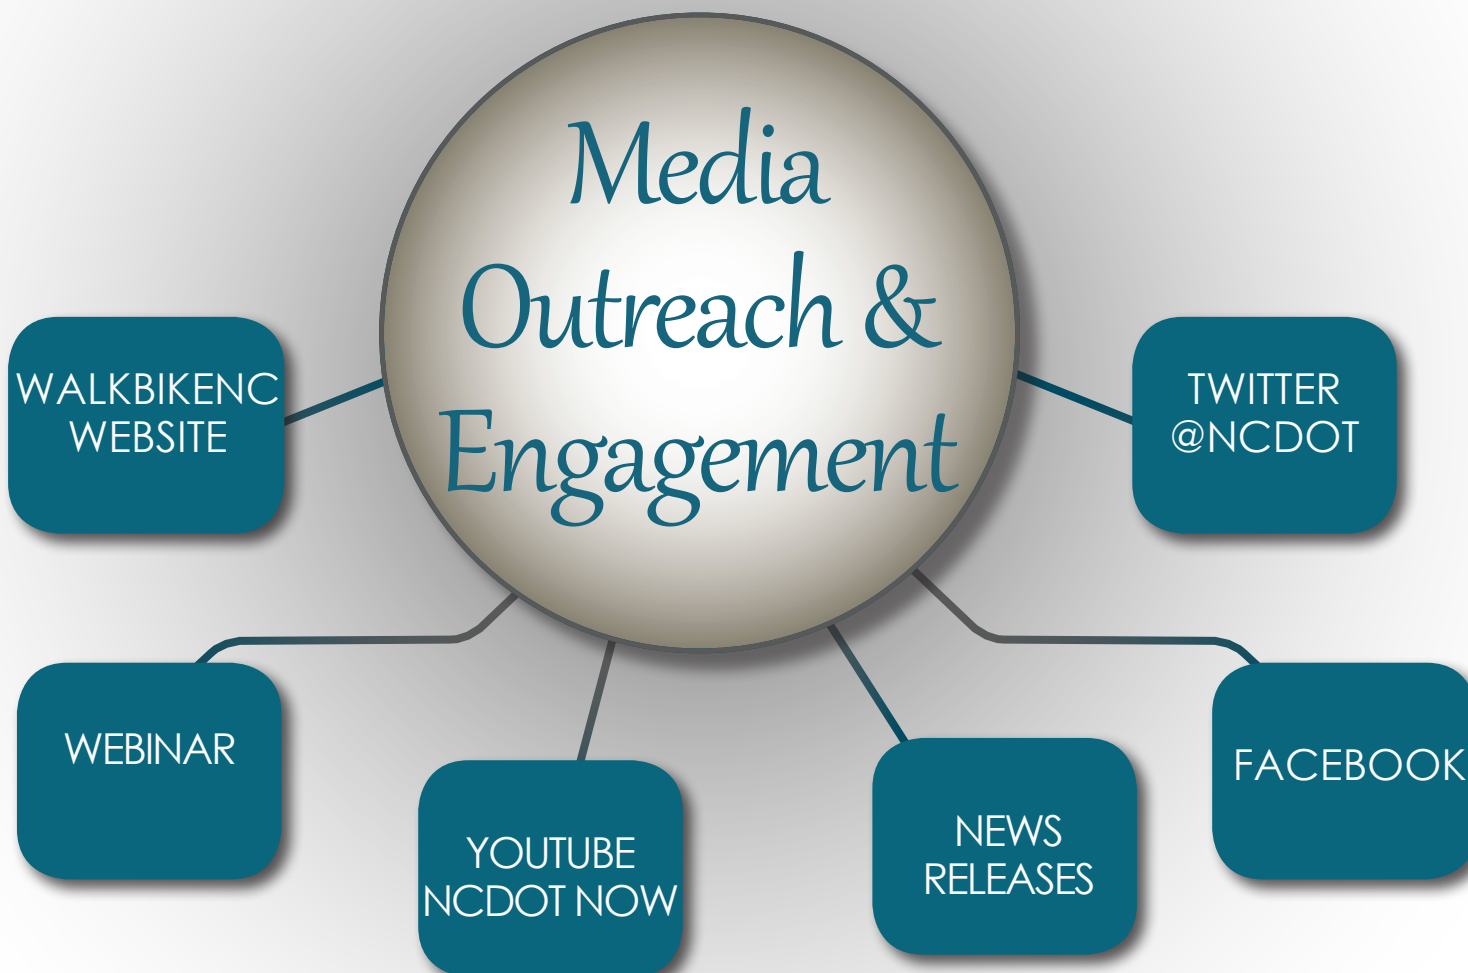 Media
Outreach &
Engagement
WALKBIKENC
WEBSITE
TWITTER
@NCDOT
WEBINAR
YOUTUBE
NCDOT NOW
NEWS
RELEASES
FACEBOOK